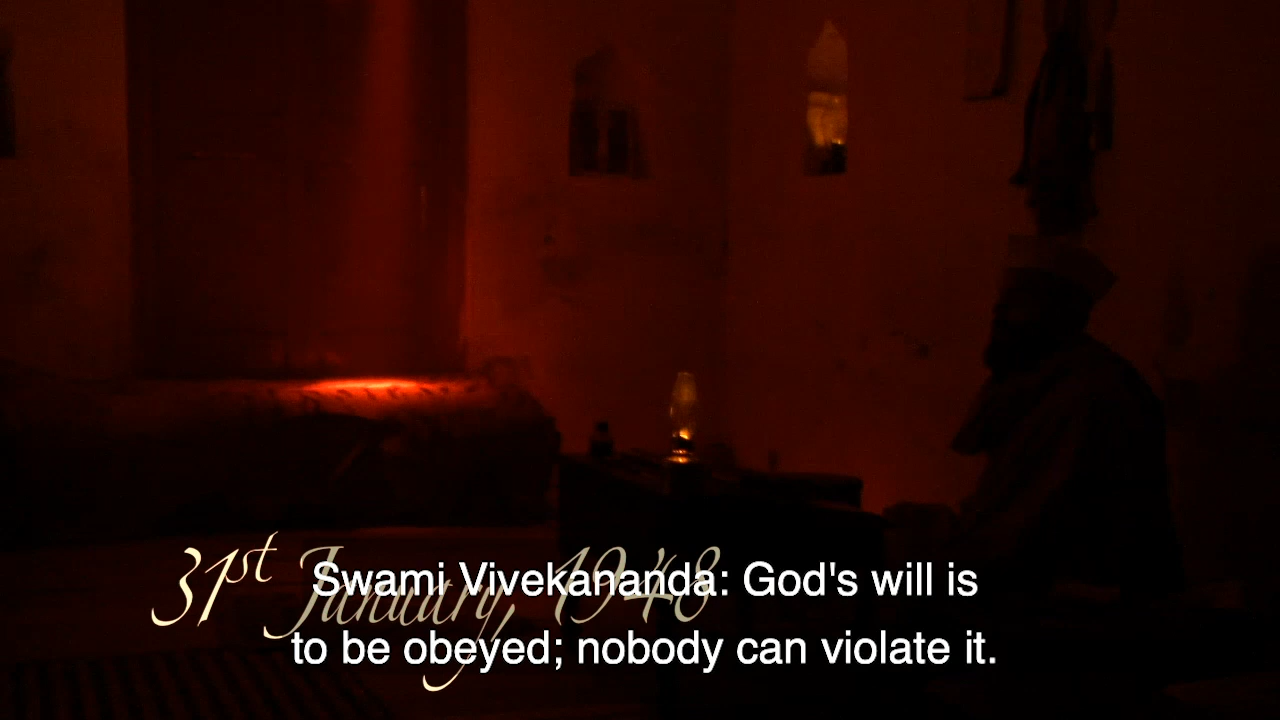 31st January, 1948
Swami Vivekananda: God's will is
to be obeyed; nobody can violate it.